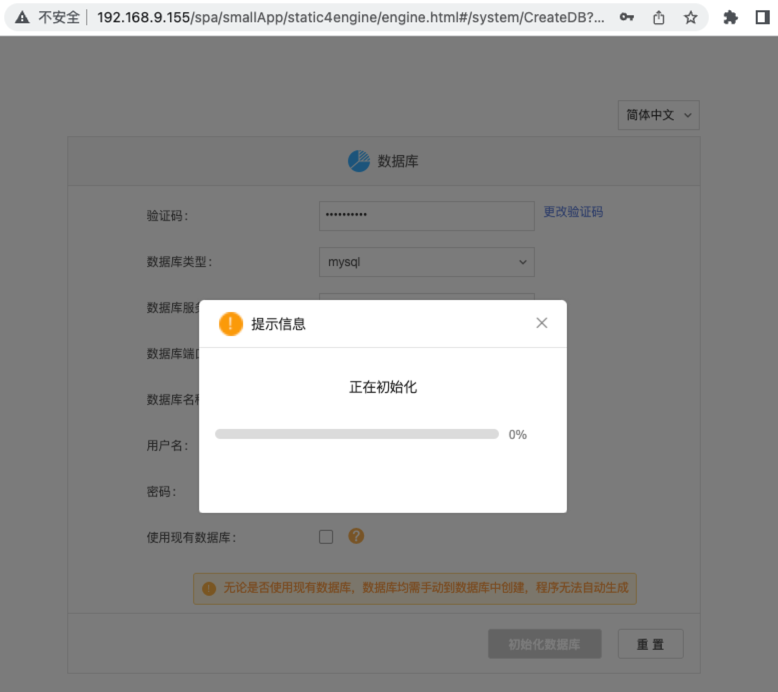 不安全 192.168.9.155/spa/smallApp/static4engine/engine.html#/system/CreateDB?...
简体中文
数据库
验证码： •••••••••• 更改验证码
数据库类型： mysql
数据库服
数据库端
数据库名
用户名：
密码：
提示信息
正在初始化
0%
使用现有数据库： ?
无论是否使用现有数据库，数据库均需手动到数据库中创建，程序无法自动生成
初始化数据库 重 置